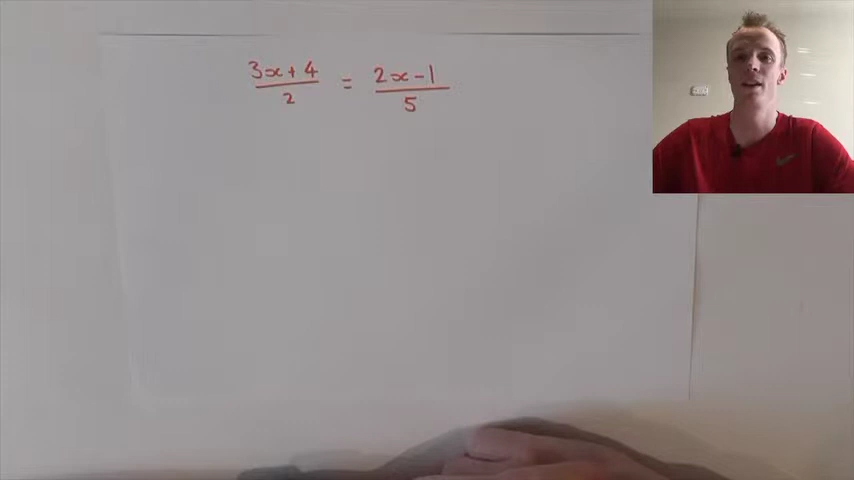 3x+4/2 = 2x-1/5